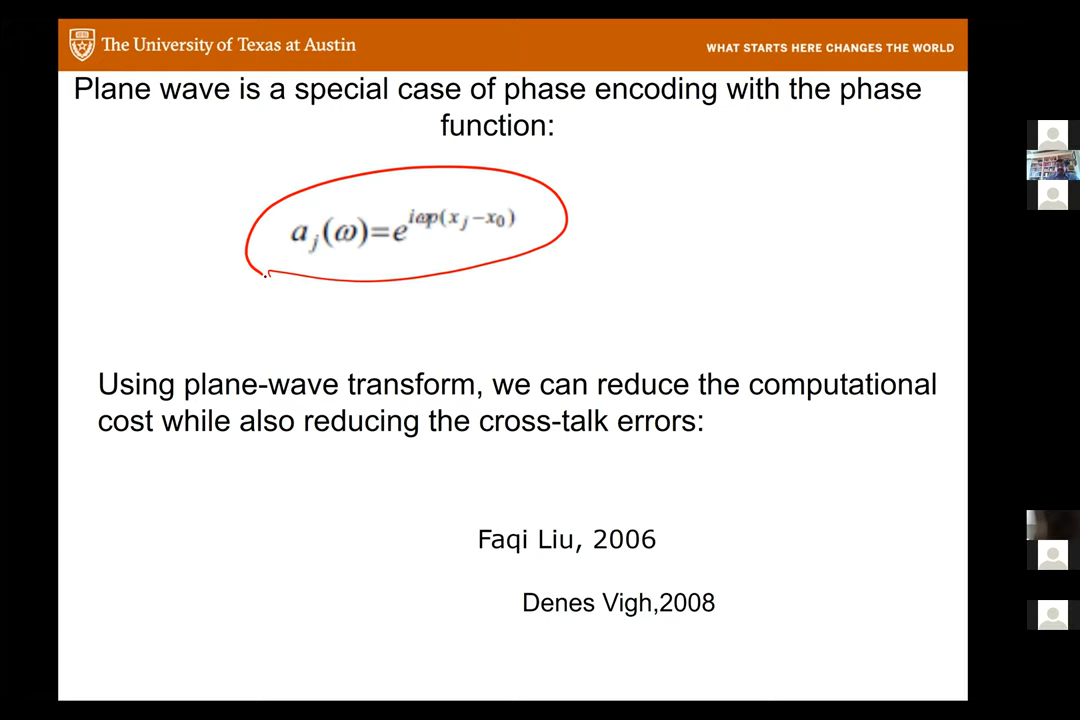 The University of Texas at Austin
WHAT STARTS HERE CHANGES THE WORLD
Plane wave is a special case of phase encoding with the phase
function:
a_j(ω)=e^{iωp(x_j−x_0)}
Using plane-wave transform, we can reduce the computational
cost while also reducing the cross-talk errors:
Faqi Liu, 2006
Denes Vigh,2008